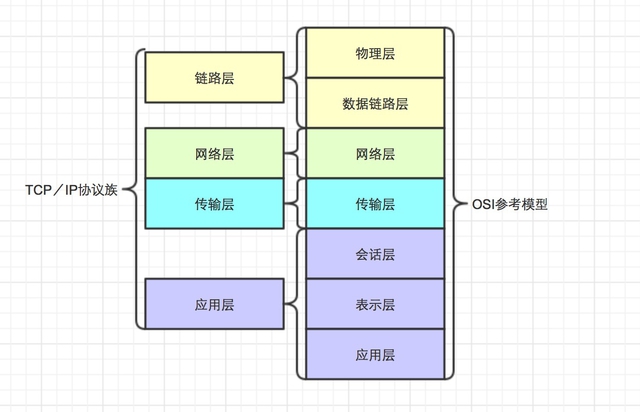 TCP／IP协议族
链路层
网络层
传输层
应用层
物理层
数据链路层
网络层
传输层
会话层
表示层
应用层
OSI参考模型